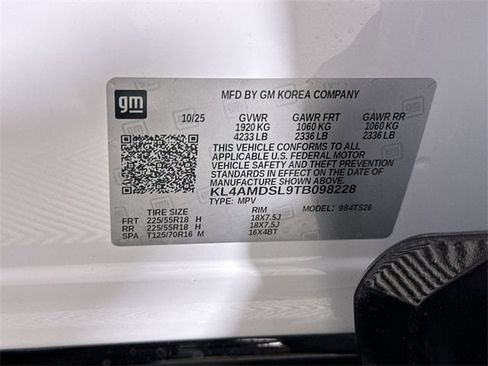 gm
MFD BY GM KOREA COMPANY
10/25 GVWR GAWR FRT GAWR RR
1920 KG 1060 KG 1060 KG
4233 LB 2336 LB 2336 LB
THIS VEHICLE CONFORMS TO ALL
APPLICABLE U.S. FEDERAL MOTOR
VEHICLE SAFETY AND THEFT PREVENTION
STANDARDS IN EFFECT ON THE DATE OF
MANUFACTURE SHOWN ABOVE.
KL4AMDSL9TB098228
TYPE: MPV MODEL: 984TS26
TIRE SIZE RIM
FRT 225/55R18 H 18X7.5J
RR 225/55R18 H 18X7.5J
SPA T125/70R16 M 16X4BT